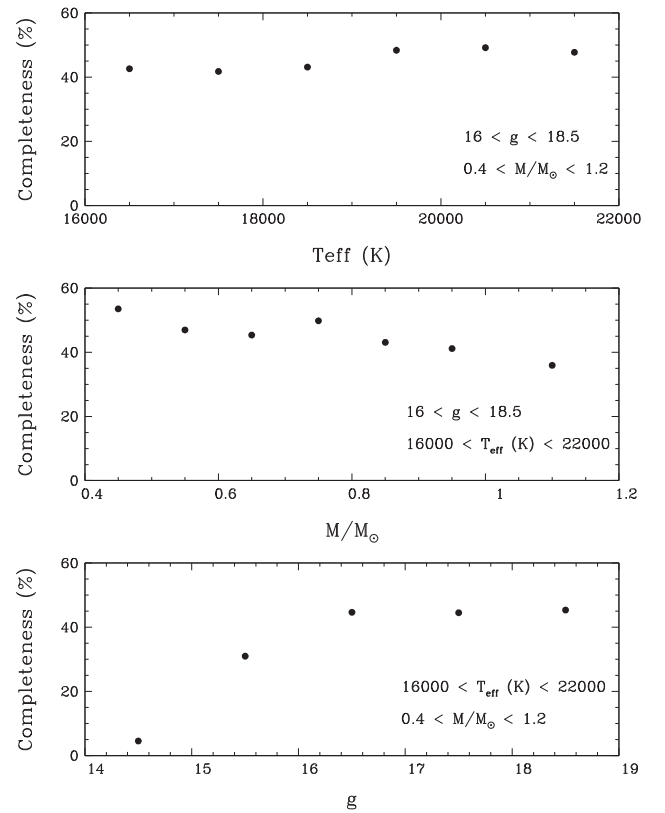 60
40
20
0
Completeness (%)
16 < g < 18.5
0.4 < M/M⊙ < 1.2
16000 18000 20000 22000
Teff (K)
60
40
20
0
Completeness (%)
16 < g < 18.5
16000 < Teff (K) < 22000
0.4 0.6 0.8 1 1.2
M/M⊙
60
40
20
0
Completeness (%)
16000 < Teff (K) < 22000
0.4 < M/M⊙ < 1.2
14 15 16 17 18 19
g